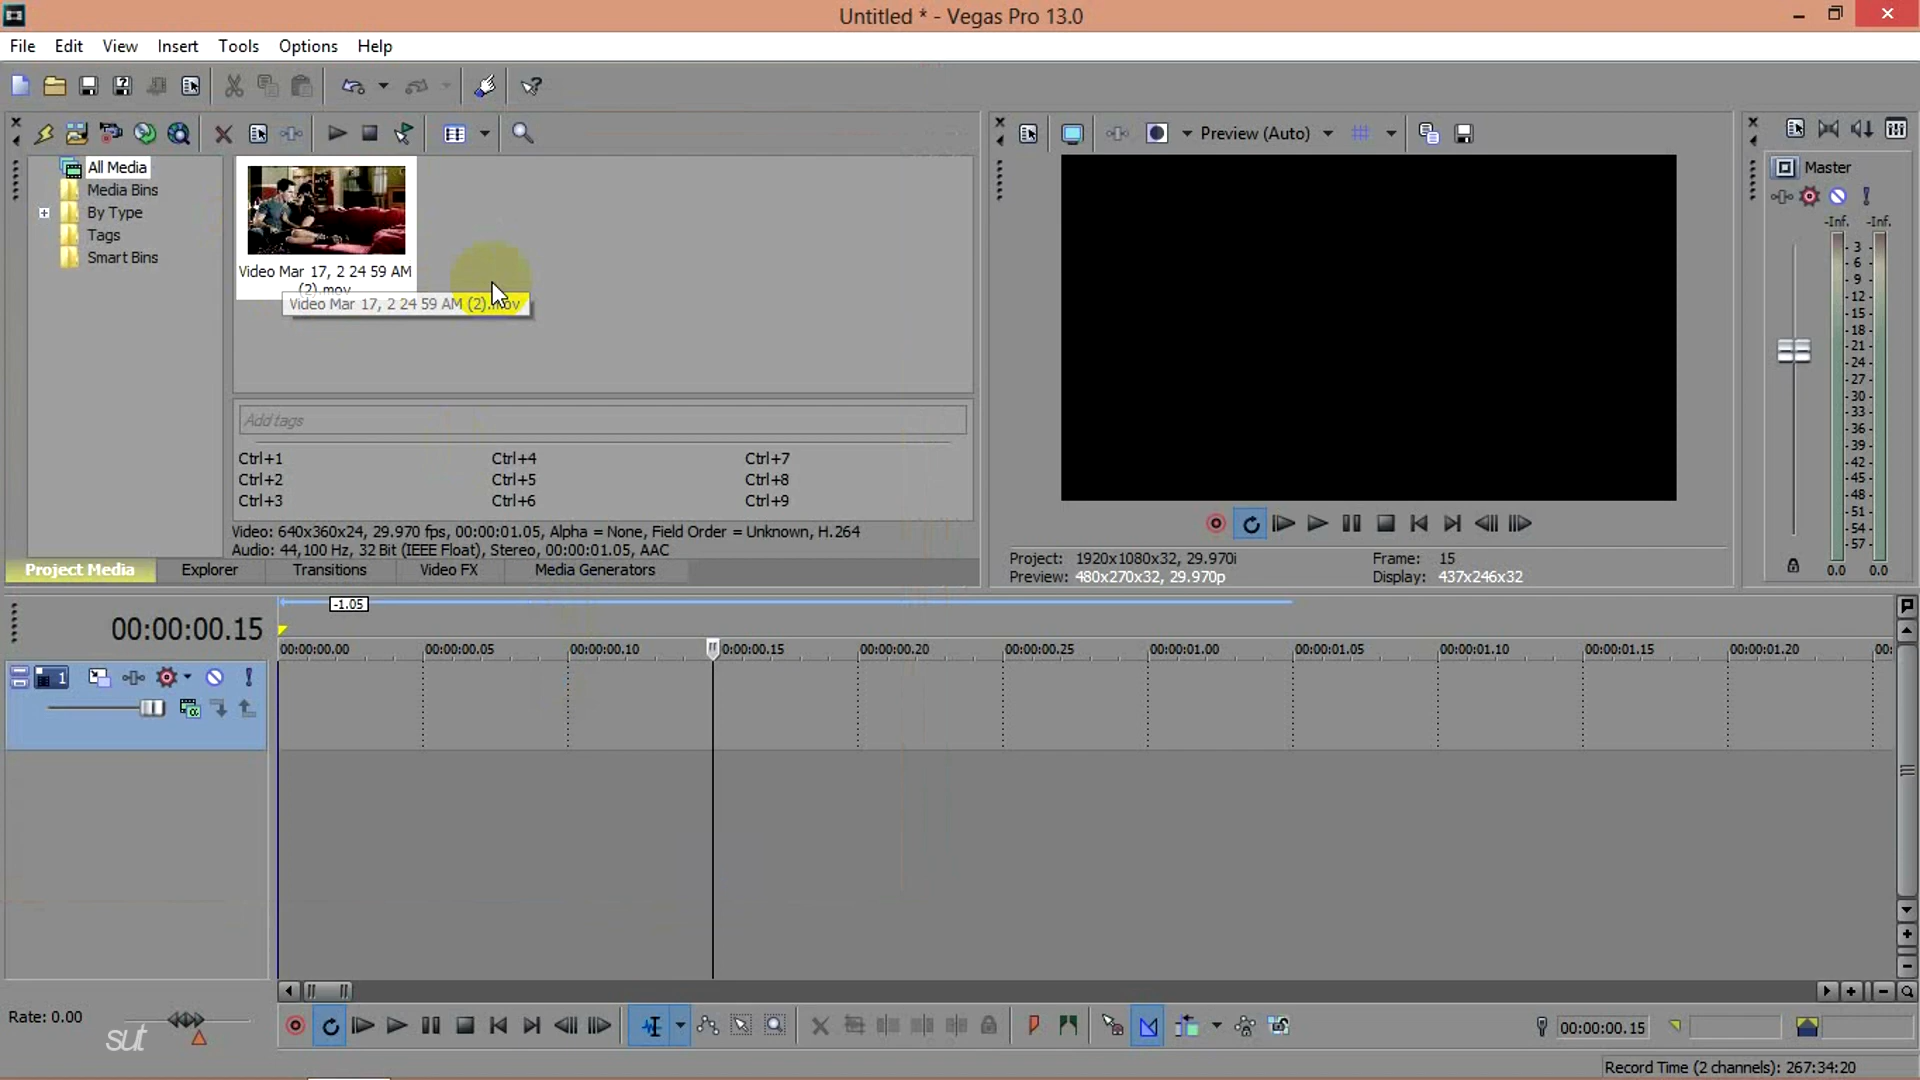 Untitled * - Vegas Pro 13.0
File Edit View Insert Tools Options Help
Preview (Auto)
All Media
Media Bins
By Type
Tags
Smart Bins
Video Mar 17, 2 24 59 AM
(2).mov
Video Mar 17, 2 24 59 AM (2).mov
Add tags
Ctrl+1 Ctrl+4 Ctrl+7
Ctrl+2 Ctrl+5 Ctrl+8
Ctrl+3 Ctrl+6 Ctrl+9
Video: 640x360x24, 29.970 fps, 00:00:01.05, Alpha = None, Field Order = Unknown, H.264
Audio: 44,100 Hz, 32 Bit (IEEE Float), Stereo, 00:00:01.05, AAC
Project Media Explorer Transitions Video FX Media Generators
Project: 1920x1080x32, 29.970i Frame: 15
Preview: 480x270x32, 29.970p Display: 437x246x32
Master
-Inf. -Inf.
3
6
9
12
15
18
21
24
27
30
33
36
39
42
45
48
51
54
57
0.0 0.0
00:00:00.15
-1.05
00:00:00.00 00:00:00.05 00:00:00.10 0:00:00.15 00:00:00.20 00:00:00.25 00:00:01.00 00:00:01.05 00:00:01.10 00:00:01.15 00:00:01.20 00:
1
Rate: 0.00
sut
00:00:00.15
Record Time (2 channels): 267:34:20